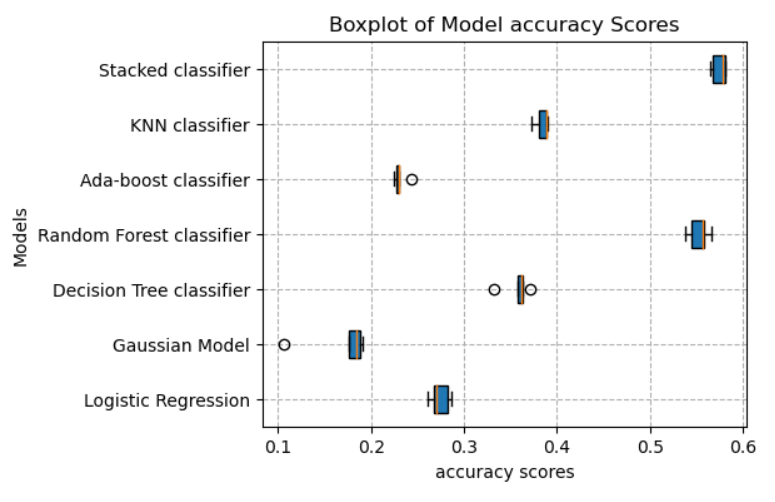 Boxplot of Model accuracy Scores
Stacked classifier
KNN classifier
Ada-boost classifier
Random Forest classifier
Decision Tree classifier
Gaussian Model
Logistic Regression
Models
0.1 0.2 0.3 0.4 0.5 0.6
accuracy scores